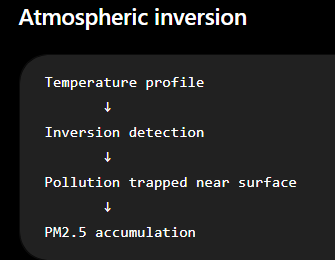 Atmospheric inversion
Temperature profile
↓
Inversion detection
↓
Pollution trapped near surface
↓
PM2.5 accumulation